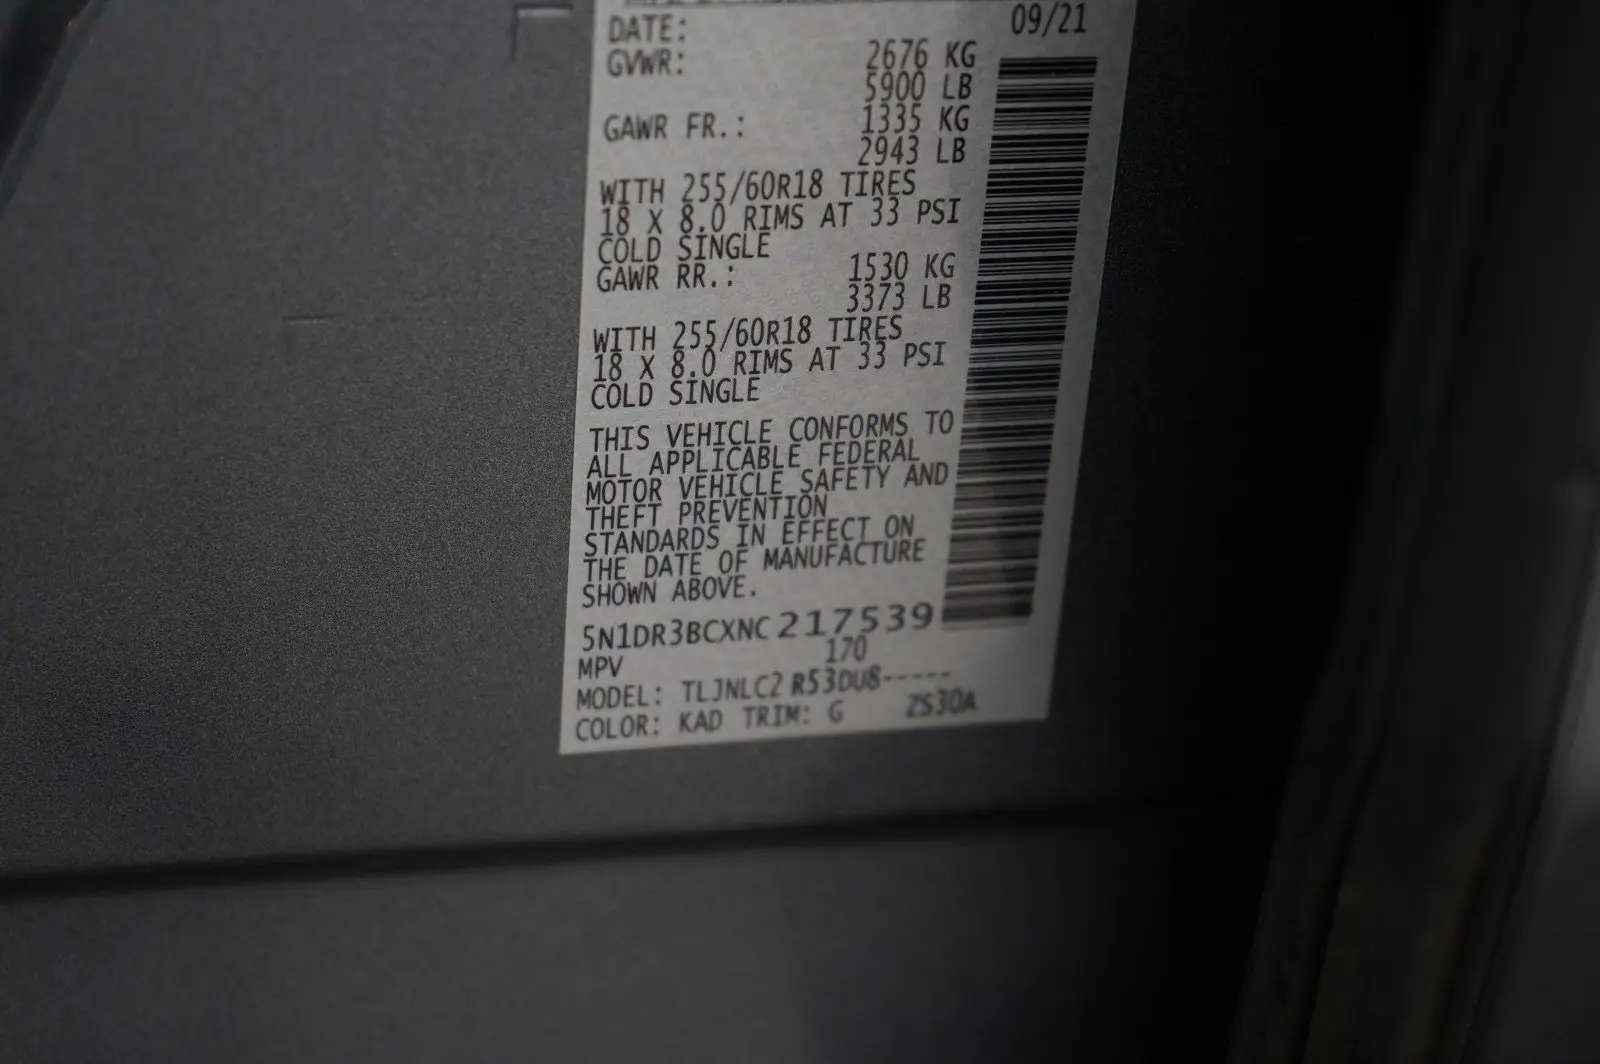 DATE: 09/21
GVWR: 2676 KG
5900 LB
GAWR FR.: 1335 KG
2943 LB
WITH 255/60R18 TIRES
18 X 8.0 RIMS AT 33 PSI
COLD SINGLE
GAWR RR.: 1530 KG
3373 LB
WITH 255/60R18 TIRES
18 X 8.0 RIMS AT 33 PSI
COLD SINGLE
THIS VEHICLE CONFORMS TO
ALL APPLICABLE FEDERAL
MOTOR VEHICLE SAFETY AND
THEFT PREVENTION
STANDARDS IN EFFECT ON
THE DATE OF MANUFACTURE
SHOWN ABOVE.
5N1DR3BCXNC217539
MPV 170
MODEL: TLJNLC2 R53DU8-----
COLOR: KAD TRIM: G ZS30A